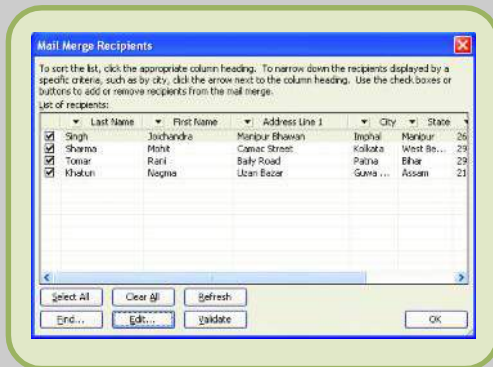 Mail Merge Recipients
To sort the list, click the appropriate column heading. To narrow down the recipients displayed by a
specific criteria, such as by city, click the arrow next to the column heading. Use the check boxes or
buttons to add or remove recipients from the mail merge.
List of recipients:
Last Name First Name Address Line 1 City State
Singh Joichandra Manipur Bhawan Imphal Manipur 26
Sharma Mohit Camac Street Kolkata West Be... 29
Tomar Rani Baily Road Patna Bihar 29
Khatun Nagma Uzan Bazar Guwa ... Assam 21
Select All Clear All Refresh
Find... Edit... Validate OK